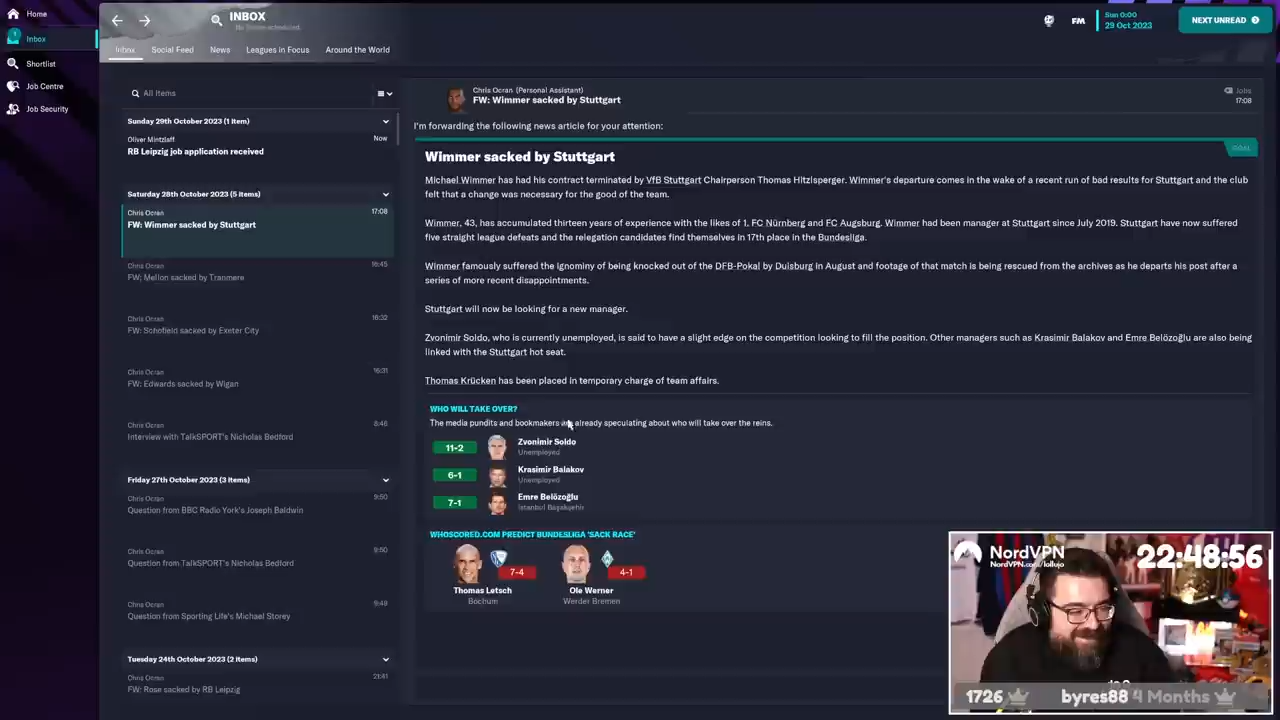 Home
Inbox
Shortlist
Job Centre
Job Security
INBOX
Inbox
Social Feed
News
Leagues in Focus
Around the World
FM
Sun 0:00
29 Oct 2023
NEXT UNREAD
All Items
Sunday 29th October 2023 (1 item)
Oliver Mintzlaff
Now
RB Leipzig job application received
Saturday 28th October 2023 (5 items)
Chris Ocran
17:08
FW: Wimmer sacked by Stuttgart
Chris Ocran
16:45
FW: Mellon sacked by Tranmere
Chris Ocran
16:32
FW: Schofield sacked by Exeter City
Chris Ocran
16:31
FW: Edwards sacked by Wigan
Chris Ocran
8:46
Interview with TalkSPORT's Nicholas Bedford
Friday 27th October 2023 (3 items)
Chris Ocran
9:50
Question from BBC Radio York's Joseph Baldwin
Chris Ocran
9:50
Question from TalkSPORT's Nicholas Bedford
Chris Ocran
9:49
Question from Sporting Life's Michael Storey
Tuesday 24th October 2023 (2 items)
Chris Ocran
21:41
FW: Rose sacked by RB Leipzig
Chris Ocran (Personal Assistant)
FW: Wimmer sacked by Stuttgart
Jobs
17:08
I'm forwarding the following news article for your attention:
GOAL
Wimmer sacked by Stuttgart
Michael Wimmer has had his contract terminated by VfB Stuttgart Chairperson Thomas Hitzlsperger. Wimmer's departure comes in the wake of a recent run of bad results for Stuttgart and the club
felt that a change was necessary for the good of the team.
Wimmer, 43, has accumulated thirteen years of experience with the likes of 1. FC Nürnberg and FC Augsburg. Wimmer had been manager at Stuttgart since July 2019. Stuttgart have now suffered
five straight league defeats and the relegation candidates find themselves in 17th place in the Bundesliga.
Wimmer famously suffered the ignominy of being knocked out of the DFB-Pokal by Duisburg in August and footage of that match is being rescued from the archives as he departs his post after a
series of more recent disappointments.
Stuttgart will now be looking for a new manager.
Zvonimir Soldo, who is currently unemployed, is said to have a slight edge on the competition looking to fill the position. Other managers such as Krasimir Balakov and Emre Belözoğlu are also being
linked with the Stuttgart hot seat.
Thomas Krücken has been placed in temporary charge of team affairs.
WHO WILL TAKE OVER?
The media pundits and bookmakers are already speculating about who will take over the reins.
11-2
Zvonimir Soldo
Unemployed
6-1
Krasimir Balakov
Unemployed
7-1
Emre Belözoğlu
Istanbul Başakşehir
WHOSCORED.COM PREDICT BUNDESLIGA 'SACK RACE'
7-4
Thomas Letsch
Bochum
4-1
Ole Werner
Werder Bremen
NordVPN
NordVPN.com/lollujo
22:48:56
1726
byres88 4 Months